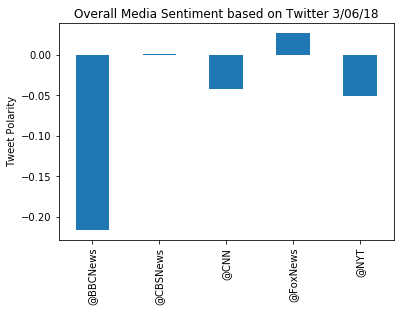 Overall Media Sentiment based on Twitter 3/06/18
Tweet Polarity
0.00
−0.05
−0.10
−0.15
−0.20
@BBCNews
@CBSNews
@CNN
@FoxNews
@NYT